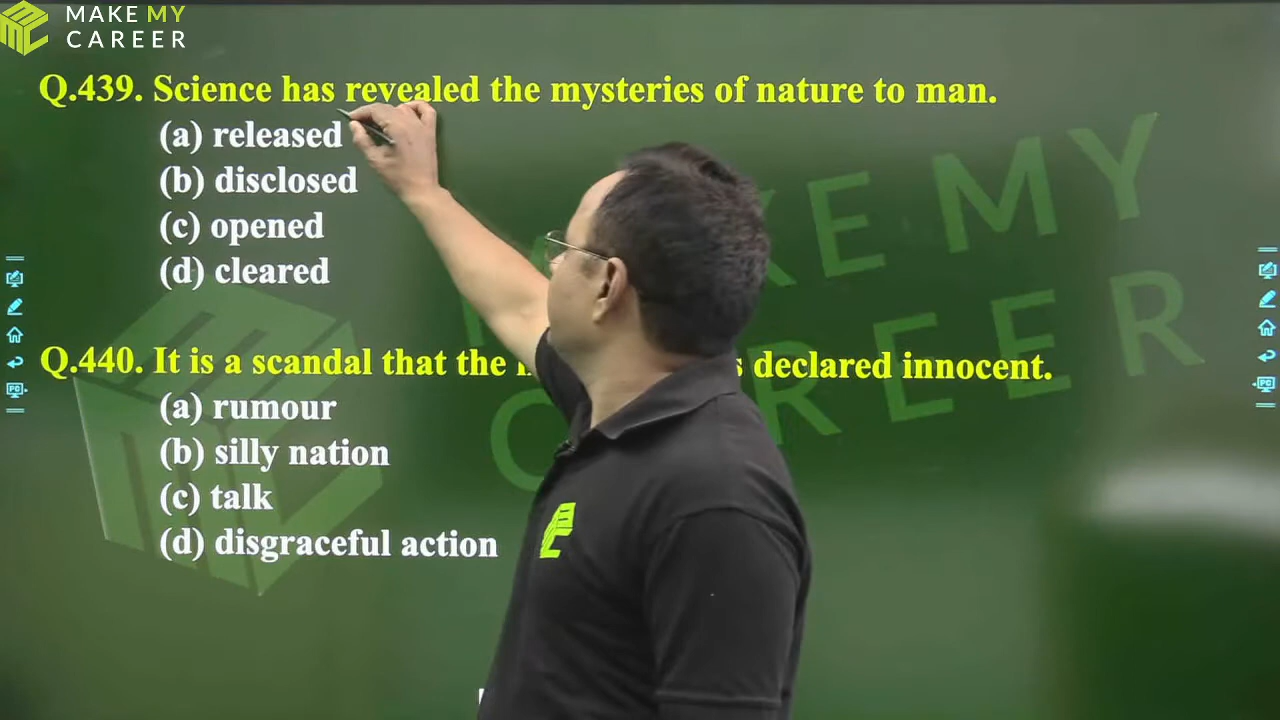 MAKE MY
CAREER
Q.439. Science has revealed the mysteries of nature to man.
(a) released
(b) disclosed
(c) opened
(d) cleared
Q.440. It is a scandal that the declared innocent.
(a) rumour
(b) silly nation
(c) talk
(d) disgraceful action